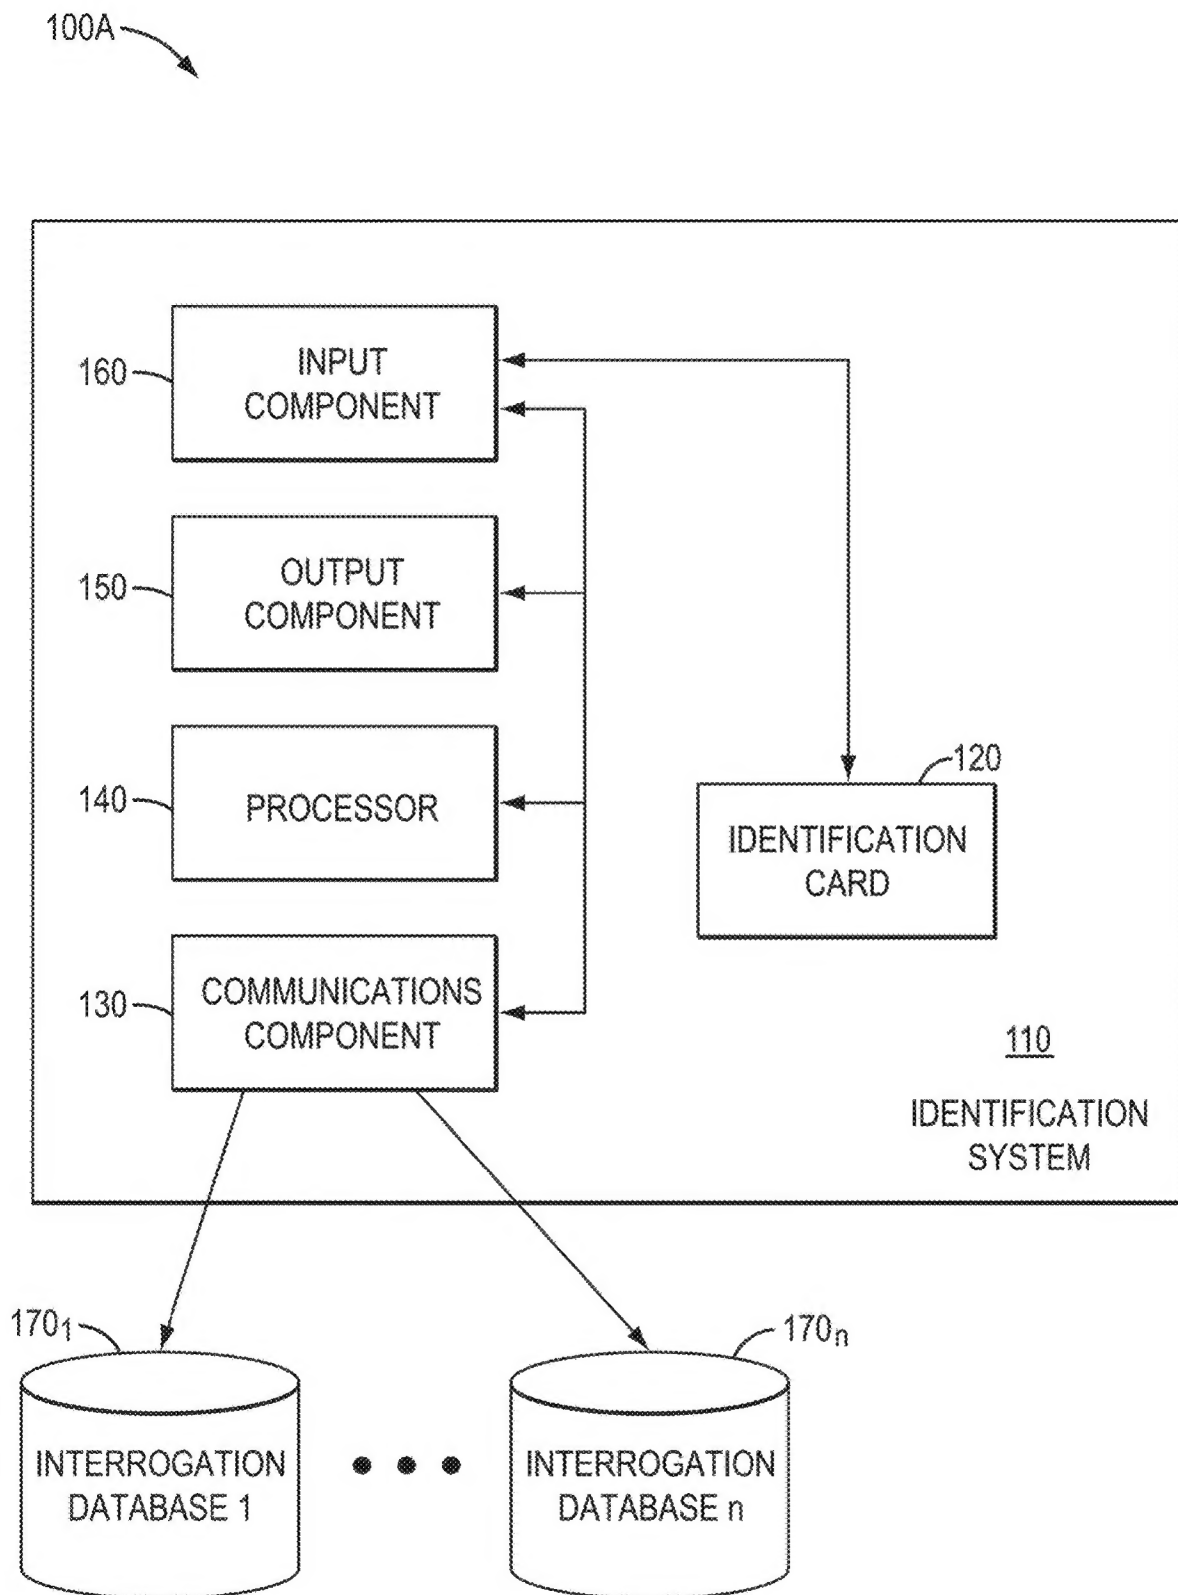 100A
160
INPUT
COMPONENT
150
OUTPUT
COMPONENT
140
PROCESSOR
120
IDENTIFICATION
CARD
130
COMMUNICATIONS
COMPONENT
110
IDENTIFICATION
SYSTEM
170₁
170ₙ
INTERROGATION
DATABASE 1
INTERROGATION
DATABASE n